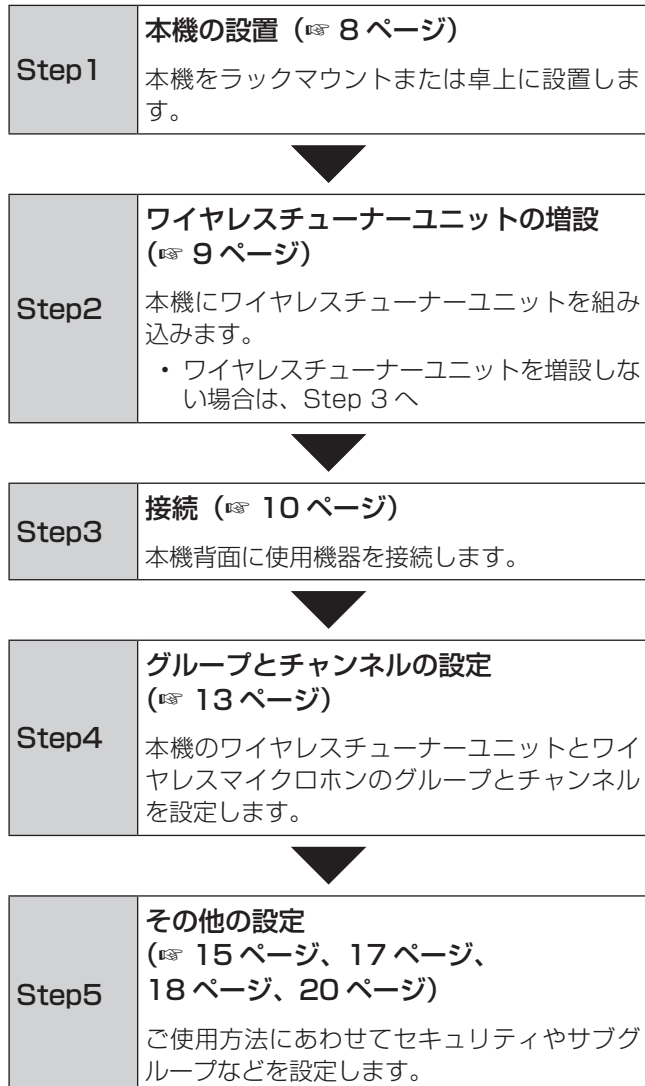 Step1
本機の設置（☞ 8 ページ）
本機をラックマウントまたは卓上に設置しま
す。
Step2
ワイヤレスチューナーユニットの増設
（☞ 9 ページ）
本機にワイヤレスチューナーユニットを組み
込みます。
• ワイヤレスチューナーユニットを増設しな
い場合は、Step 3 へ
Step3
接続（☞ 10 ページ）
本機背面に使用機器を接続します。
Step4
グループとチャンネルの設定
（☞ 13 ページ）
本機のワイヤレスチューナーユニットとワイ
ヤレスマイクロホンのグループとチャンネル
を設定します。
Step5
その他の設定
（☞ 15 ページ、17 ページ、
18 ページ、20 ページ）
ご使用方法にあわせてセキュリティやサブグ
ループなどを設定します。